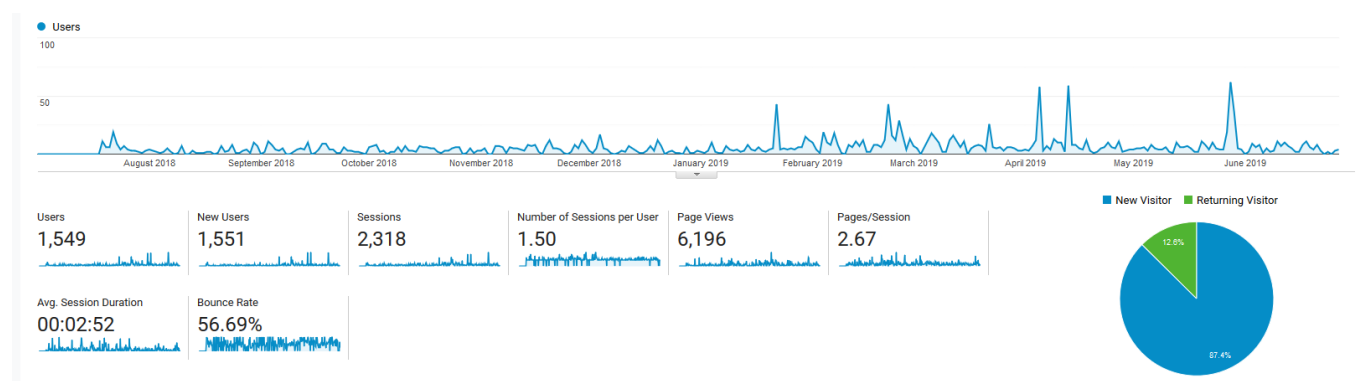 Users
100
50
August 2018 September 2018 October 2018 November 2018 December 2018 January 2019 February 2019 March 2019 April 2019 May 2019 June 2019
Users New Users Sessions Number of Sessions per User Page Views Pages/Session
1,549 1,551 2,318 1.50 6,196 2.67
Avg. Session Duration Bounce Rate
00:02:52 56.69%
New Visitor Returning Visitor
12.6%
87.4%